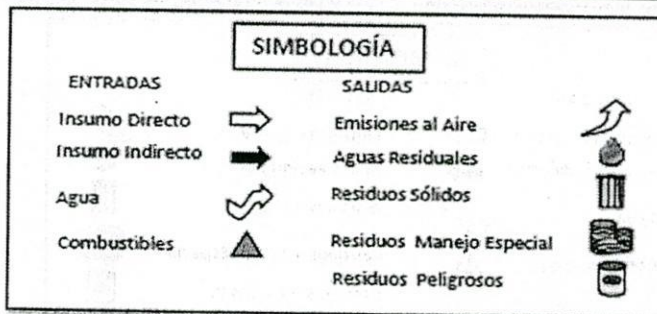 SIMBOLOGÍA
ENTRADAS
SALIDAS
Insumo Directo
Emisiones al Aire
Insumo Indirecto
Aguas Residuales
Agua
Residuos Sólidos
Combustibles
Residuos Manejo Especial
Residuos Peligrosos